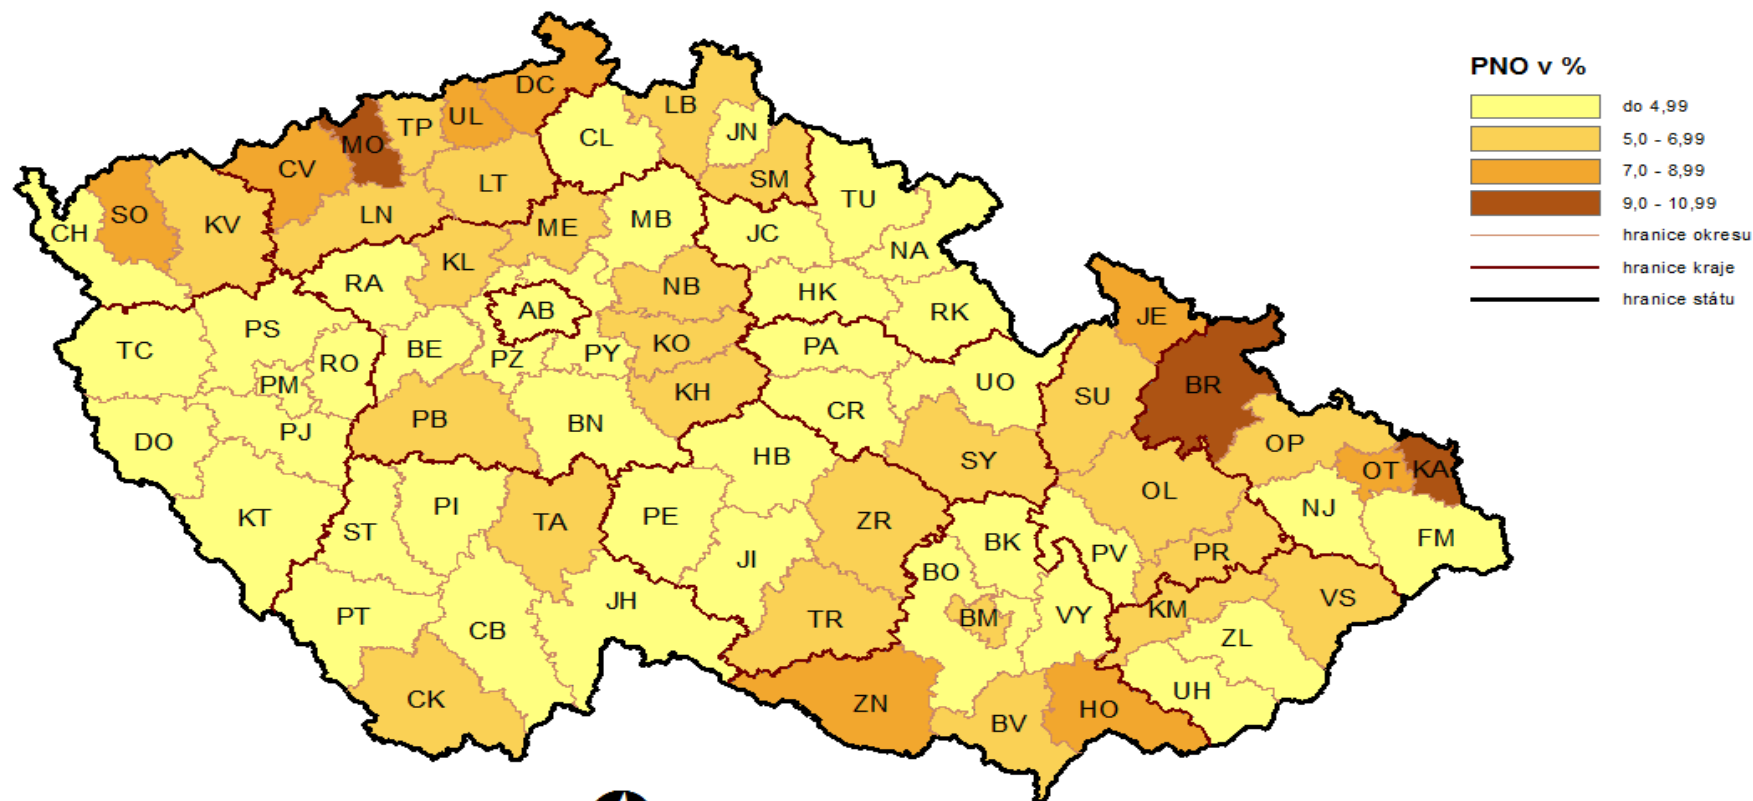 PNO v %
do 4,99
5,0 - 6,99
7,0 - 8,99
9,0 - 10,99
hranice okresu
hranice kraje
hranice státu
DC
LB
UL
TP
JN
CL
MO
CV
SM
LT
TU
SO
LN
KV
ME
MB
JC
CH
NA
KL
RA
NB
HK
AB
RK
JE
PS
KO
PA
TC
BE
PZ
PY
RO
PM
UO
BR
SU
KH
CR
PB
BN
PJ
DO
OP
HB
SY
OT
KA
OL
PI
NJ
KT
PE
TA
ZR
ST
FM
BK
PV
PR
JI
BO
VS
JH
KM
PT
TR
BM
VY
CB
ZL
UH
CK
ZN
HO
BV